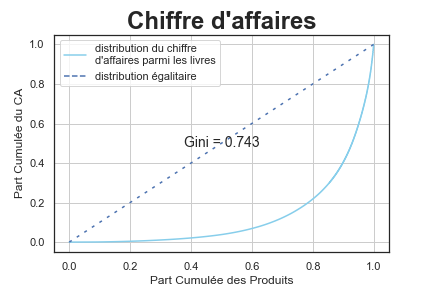 Chiffre d'affaires
distribution du chiffre
d'affaires parmi les livres
distribution égalitaire
Gini = 0.743
Part Cumulée du CA
1.0
0.8
0.6
0.4
0.2
0.0
0.0 0.2 0.4 0.6 0.8 1.0
Part Cumulée des Produits